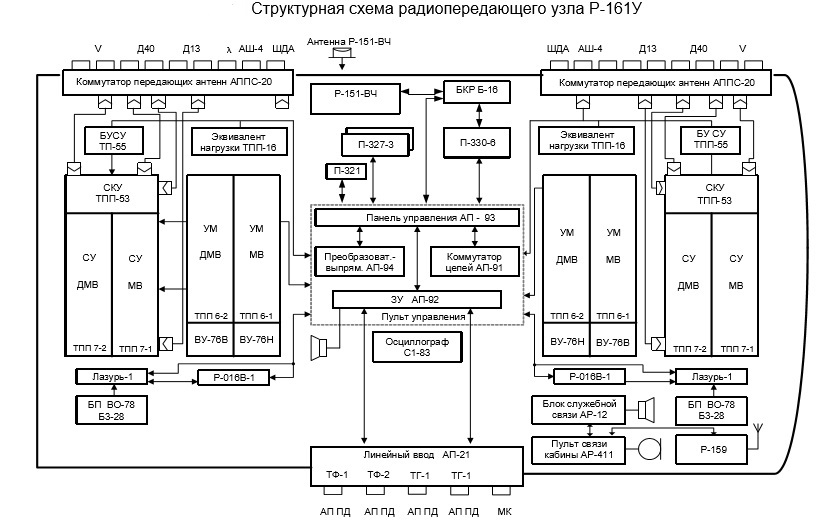 Структурная схема радиопередающего узла Р-161У
V Д40 Д13 λ АШ-4 ШДА
Антенна Р-151-ВЧ
ШДА АШ-4 Д13 Д40 V
Коммутатор передающих антенн АППС-20
Р-151-ВЧ
БКР Б-16
Коммутатор передающих антенн АППС-20
БУСУ
ТП-55
Эквивалент
нагрузки ТПП-16
П-327-3
П-330-6
Эквивалент
нагрузки ТПП-16
БУ СУ
ТПП-55
П-321
СКУ
ТПП-53
СУ
ДМВ
ТПП 7-2
СУ
МВ
ТПП 7-1
УМ
ДМВ
ТПП 6-2
УМ
МВ
ТПП 6-1
ВУ-76В
ВУ-76Н
Панель управления АП - 93
Преобразоват.-
выпрям. АП-94
Коммутатор
цепей АП-91
ЗУ АП-92
Пульт управления
Осциллограф
С1-83
УМ
ДМВ
ТПП 6-2
УМ
МВ
ТПП 6-1
ВУ-76Н
ВУ-76В
СКУ
ТПП-53
СУ
ДМВ
ТПП 7-2
СУ
МВ
ТПП 7-1
Лазурь-1
Р-016В-1
БП ВО-78
Б3-28
Р-016В-1
Лазурь-1
Блок служебной
связи АР-12
БП ВО-78
Б3-28
Пульт связи
кабины АР-411
Р-159
Линейный ввод АП-21
ТФ-1 ТФ-2 ТГ-1 ТГ-1
АП ПД АП ПД АП ПД АП ПД МК